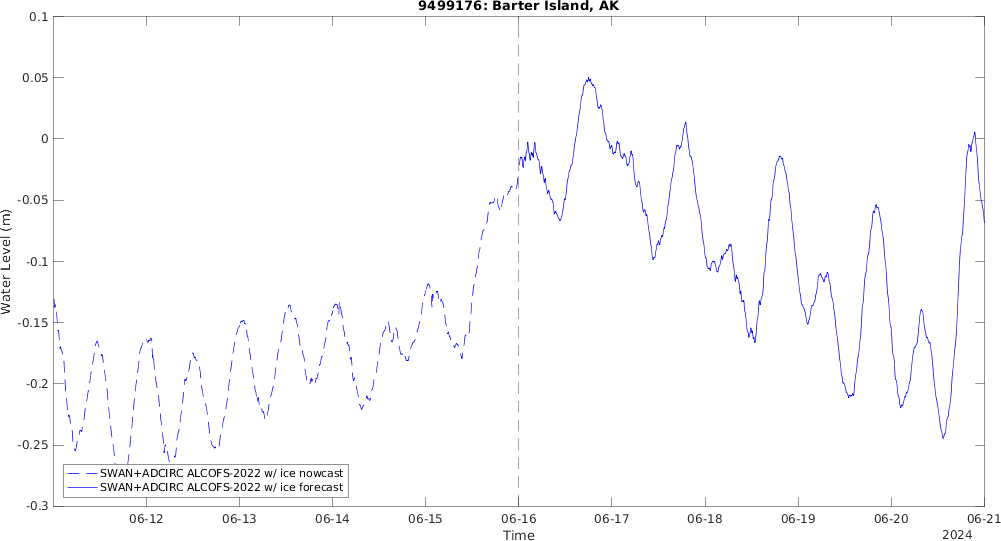 9499176: Barter Island, AK
0.1
0.05
0
-0.05
-0.1
-0.15
-0.2
-0.25
-0.3
Water Level (m)
SWAN+ADCIRC ALCOFS-2022 w/ ice nowcast
SWAN+ADCIRC ALCOFS-2022 w/ ice forecast
06-12 06-13 06-14 06-15 06-16 06-17 06-18 06-19 06-20 06-21
Time
2024